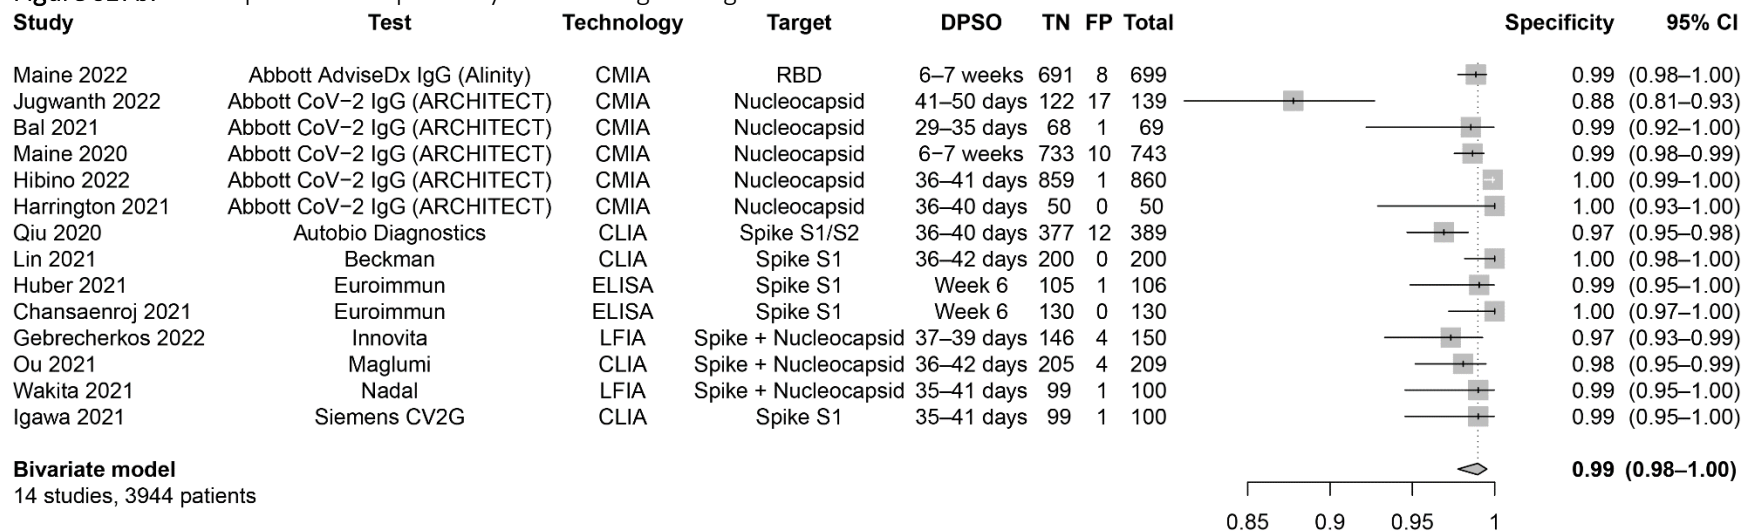 Study Test Technology Target DPSO TN FP Total Specificity 95% CI
Maine 2022 Abbott AdviseDx IgG (Alinity) CMIA RBD 6–7 weeks 691 8 699 0.99 (0.98–1.00)
Jugwanth 2022 Abbott CoV−2 IgG (ARCHITECT) CMIA Nucleocapsid 41–50 days 122 17 139 0.88 (0.81–0.93)
Bal 2021 Abbott CoV−2 IgG (ARCHITECT) CMIA Nucleocapsid 29–35 days 68 1 69 0.99 (0.92–1.00)
Maine 2020 Abbott CoV−2 IgG (ARCHITECT) CMIA Nucleocapsid 6−7 weeks 733 10 743 0.99 (0.98–0.99)
Hibino 2022 Abbott CoV−2 IgG (ARCHITECT) CMIA Nucleocapsid 36–41 days 859 1 860 1.00 (0.99–1.00)
Harrington 2021 Abbott CoV−2 IgG (ARCHITECT) CMIA Nucleocapsid 36–40 days 50 0 50 1.00 (0.93–1.00)
Qiu 2020 Autobio Diagnostics CLIA Spike S1/S2 36–40 days 377 12 389 0.97 (0.95–0.98)
Lin 2021 Beckman CLIA Spike S1 36–42 days 200 0 200 1.00 (0.98–1.00)
Huber 2021 Euroimmun ELISA Spike S1 Week 6 105 1 106 0.99 (0.95–1.00)
Chansaenroj 2021 Euroimmun ELISA Spike S1 Week 6 130 0 130 1.00 (0.97–1.00)
Gebrecherkos 2022 Innovita LFIA Spike + Nucleocapsid 37–39 days 146 4 150 0.97 (0.93–0.99)
Ou 2021 Maglumi CLIA Spike + Nucleocapsid 36–42 days 205 4 209 0.98 (0.95–0.99)
Wakita 2021 Nadal LFIA Spike + Nucleocapsid 35–41 days 99 1 100 0.99 (0.95–1.00)
Igawa 2021 Siemens CV2G CLIA Spike S1 35–41 days 99 1 100 0.99 (0.95–1.00)
Bivariate model 0.99 (0.98–1.00)
14 studies, 3944 patients
0.85 0.9 0.95 1